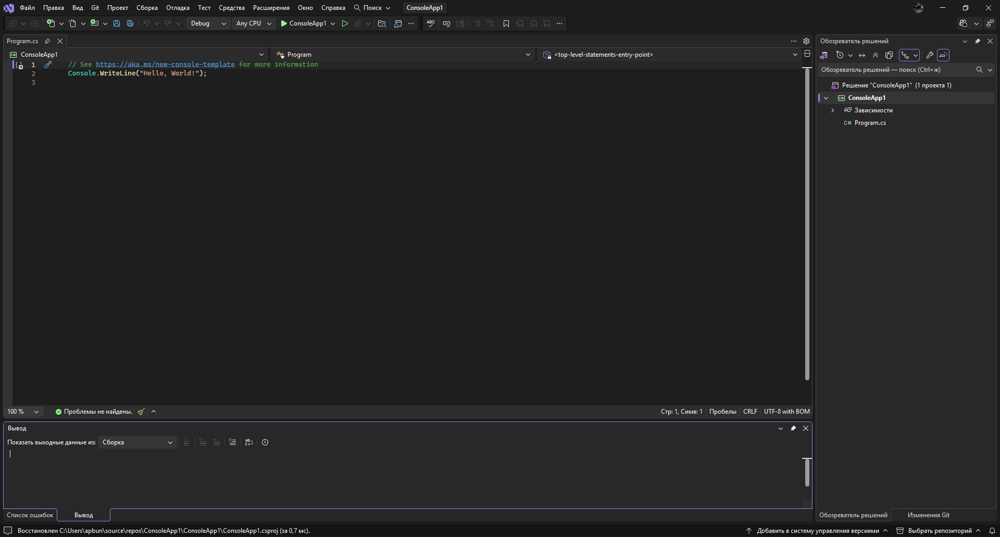 Файл Правка Вид Git Проект Сборка Отладка Тест Средства Расширения Окно Справка Поиск ConsoleApp1
Debug Any CPU ConsoleApp1
Program.cs
ConsoleApp1 Program <top-level-statements-entry-point>
1 // See https://aka.ms/new-console-template for more information
2 Console.WriteLine("Hello, World!");
3
100 % Проблемы не найдены. Стр: 1, Симв: 1 Пробелы CRLF UTF-8 with BOM
Вывод
Показать выходные данные из: Сборка
Список ошибок Вывод
Обозреватель решений
Обозреватель решений — поиск (Ctrl+ж)
Решение "ConsoleApp1" (1 проекта 1)
ConsoleApp1
Зависимости
C# Program.cs
Обозреватель решений Изменения Git
Восстановлен C:\Users\apbun\source\repos\ConsoleApp1\ConsoleApp1\ConsoleApp1.csproj (за 0,7 мс). Добавить в систему управления версиями Выбрать репозиторий